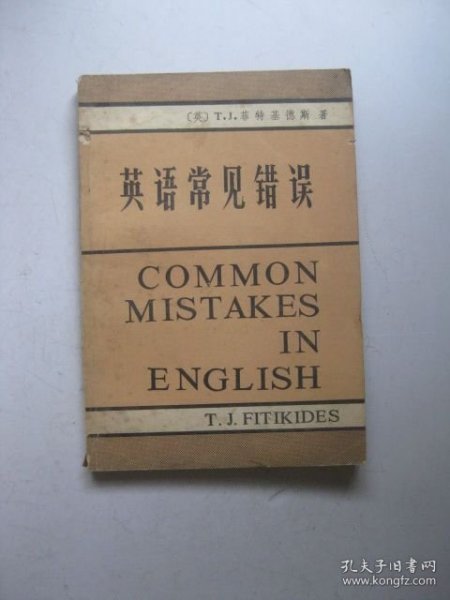 〔英〕T.J.菲特基德斯 著
英语常见错误
COMMON
MISTAKES
IN
ENGLISH
T. J. FITIKIDES
孔夫子旧书网
www.kongfz.com